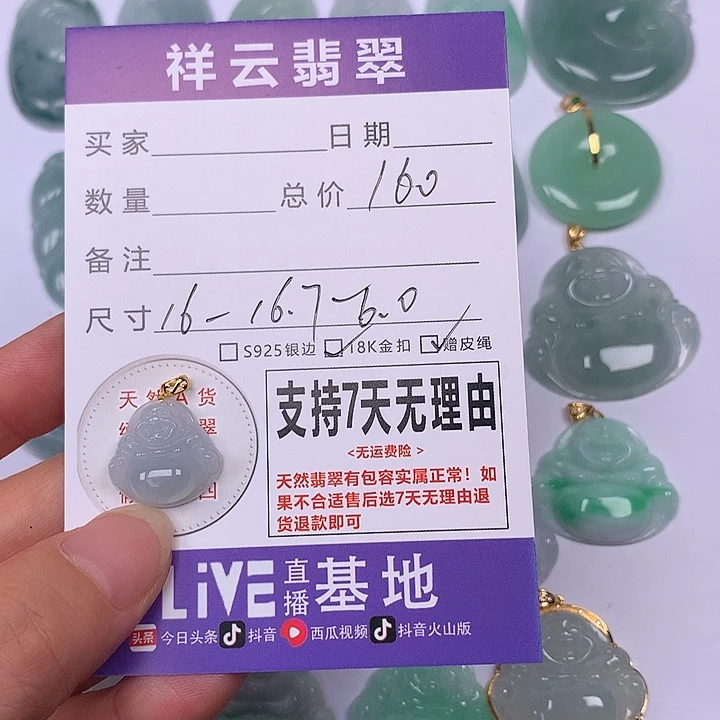 祥云翡翠
买家 日期
数量 总价 160
备注
尺寸 16-16.7-6.0
S925银边 18K金扣 赠皮绳
天然A货
支持7天无理由
<无运费险>
天然翡翠有包容实属正常！如
果不合适售后选7天无理由退
货退款即可
LiVE 直播 基地
头条 今日头条 抖音 西瓜视频 抖音火山版